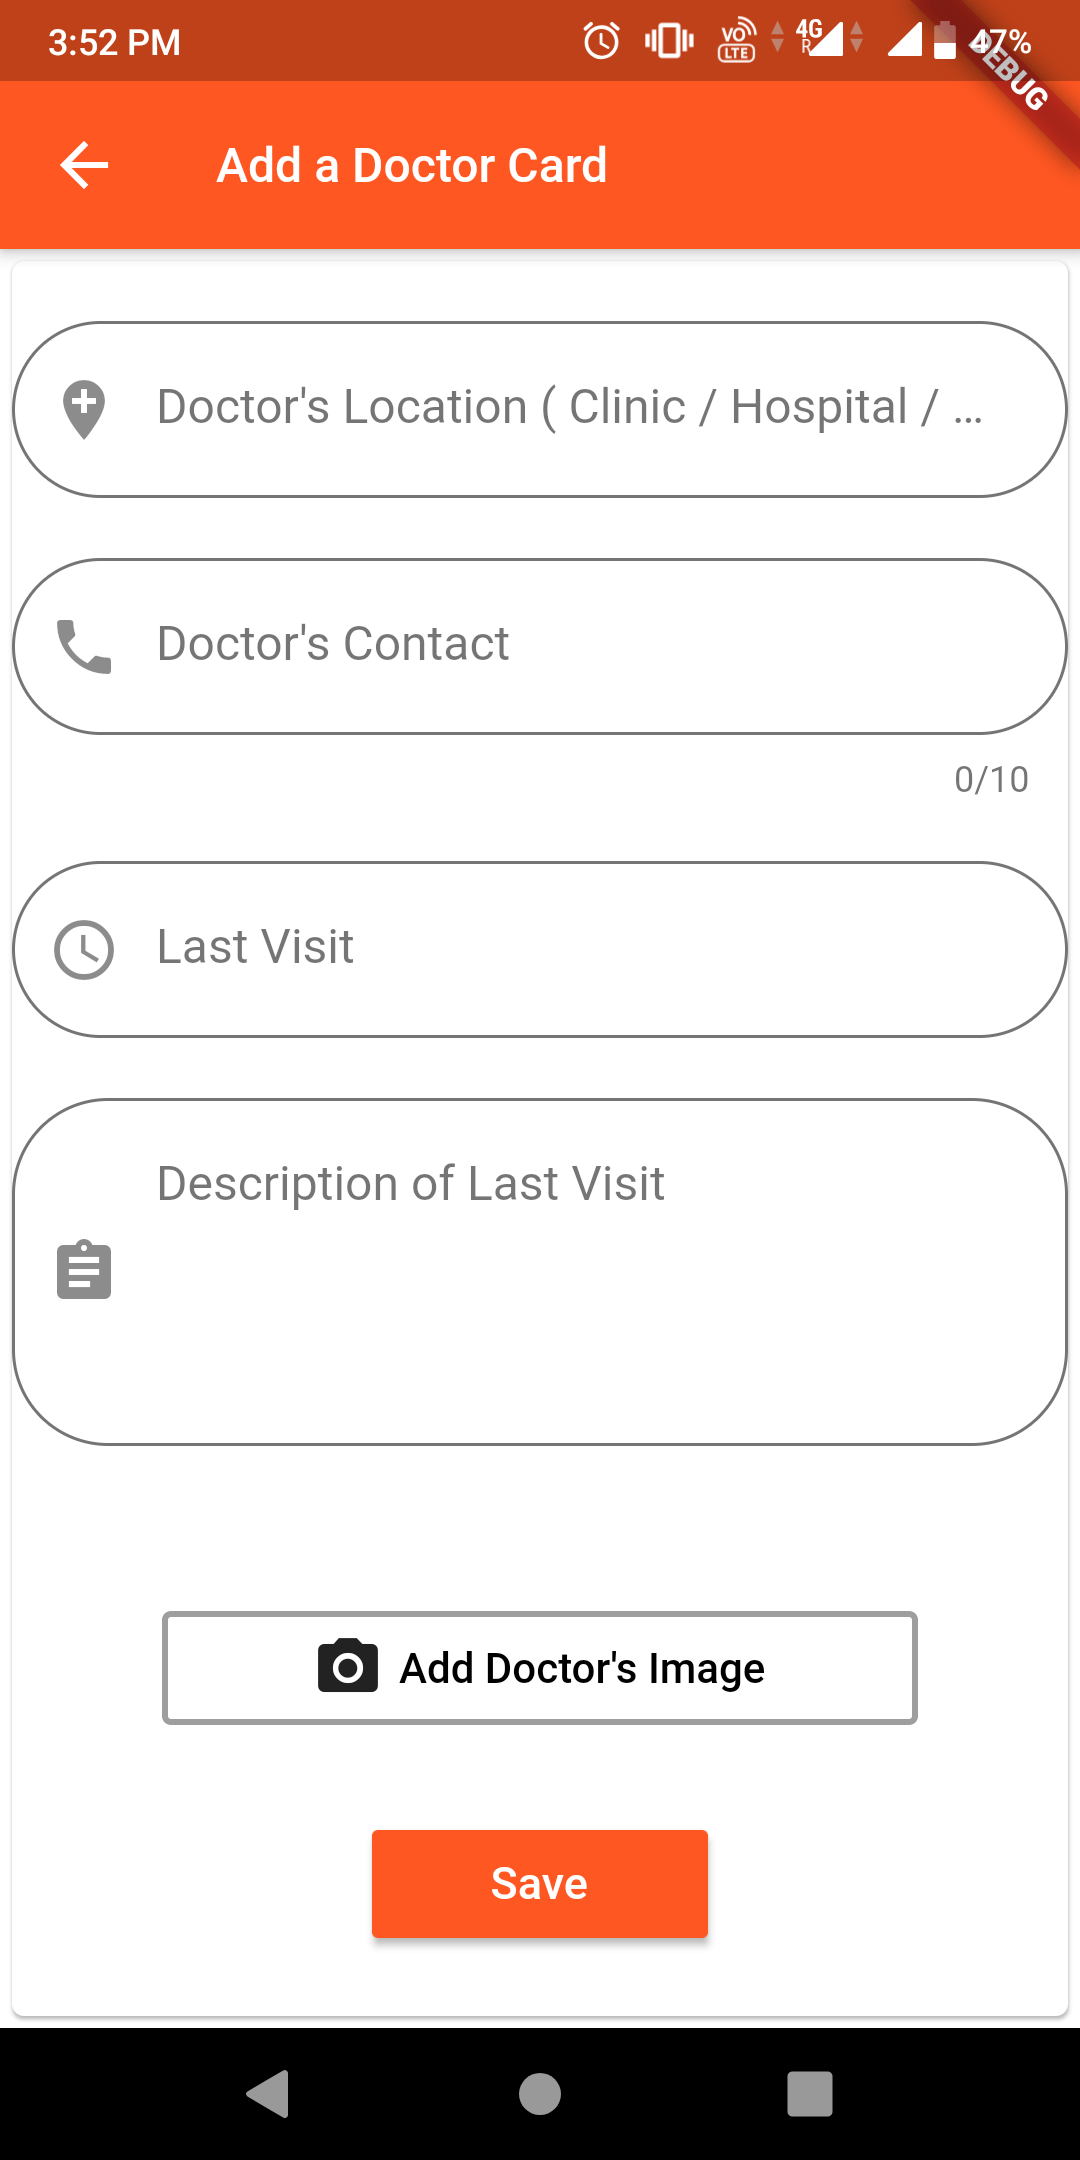 3:52 PM
VO
LTE
4G
R
47%
DEBUG
Add a Doctor Card
Doctor's Location ( Clinic / Hospital / ...
Doctor's Contact
0/10
Last Visit
Description of Last Visit
Add Doctor's Image
Save